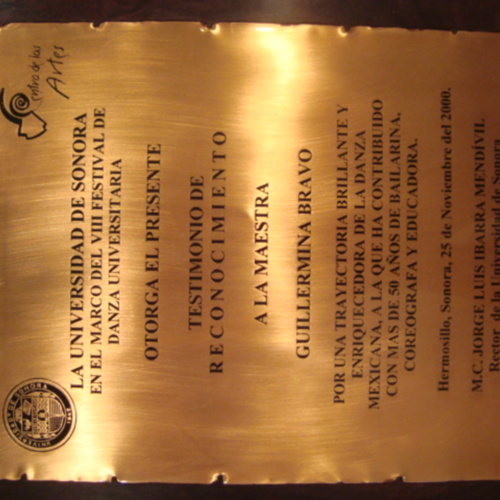 Centro de las
Artes
LA UNIVERSIDAD DE SONORA
EN EL MARCO DEL VIII FESTIVAL DE
DANZA UNIVERSITARIA
OTORGA EL PRESENTE
TESTIMONIO DE
RECONOCIMIENTO
A LA MAESTRA
GUILLERMINA BRAVO
POR UNA TRAYECTORIA BRILLANTE Y
ENRIQUECEDORA DE LA DANZA
MEXICANA, A LA QUE HA CONTRIBUIDO
CON MAS DE 50 AÑOS DE BAILARINA,
COREOGRAFA Y EDUCADORA.
Hermosillo, Sonora, 25 de Noviembre del 2000.
M.C. JORGE LUIS IBARRA MENDÍVIL
Rector de la Universidad de Sonora